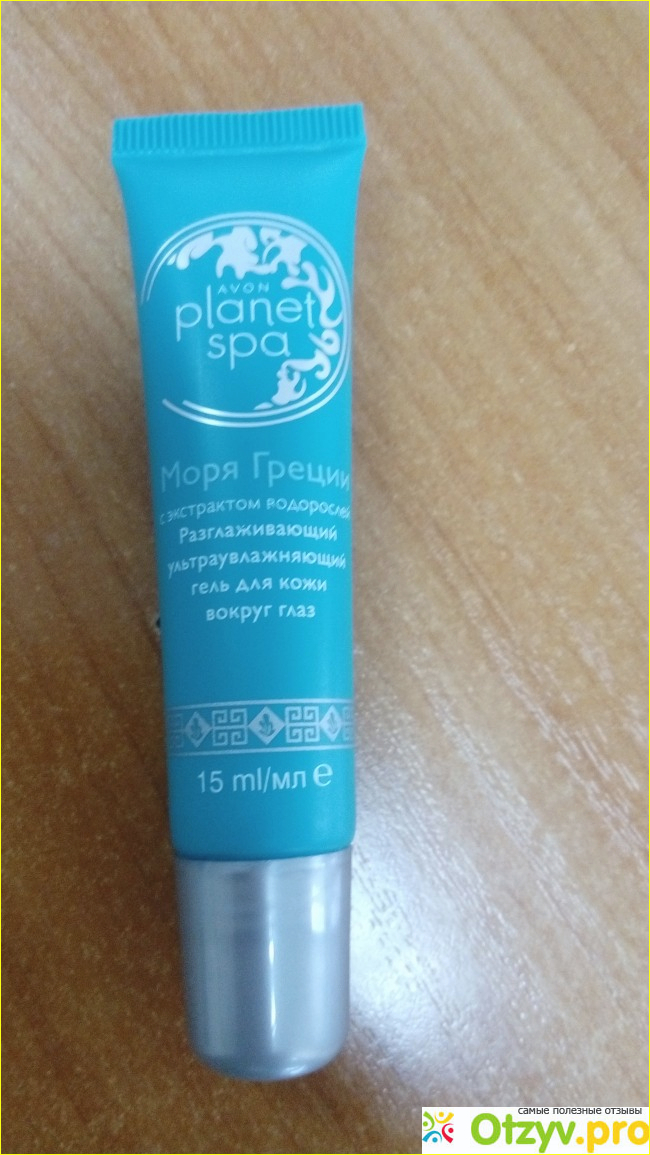 AVON
planet
spa
Моря Греции
с экстрактом водорослей
Разглаживающий
ультраувлажняющий
гель для кожи
вокруг глаз
15 ml/мл e
самые полезные отзывы
Otzyv.pro